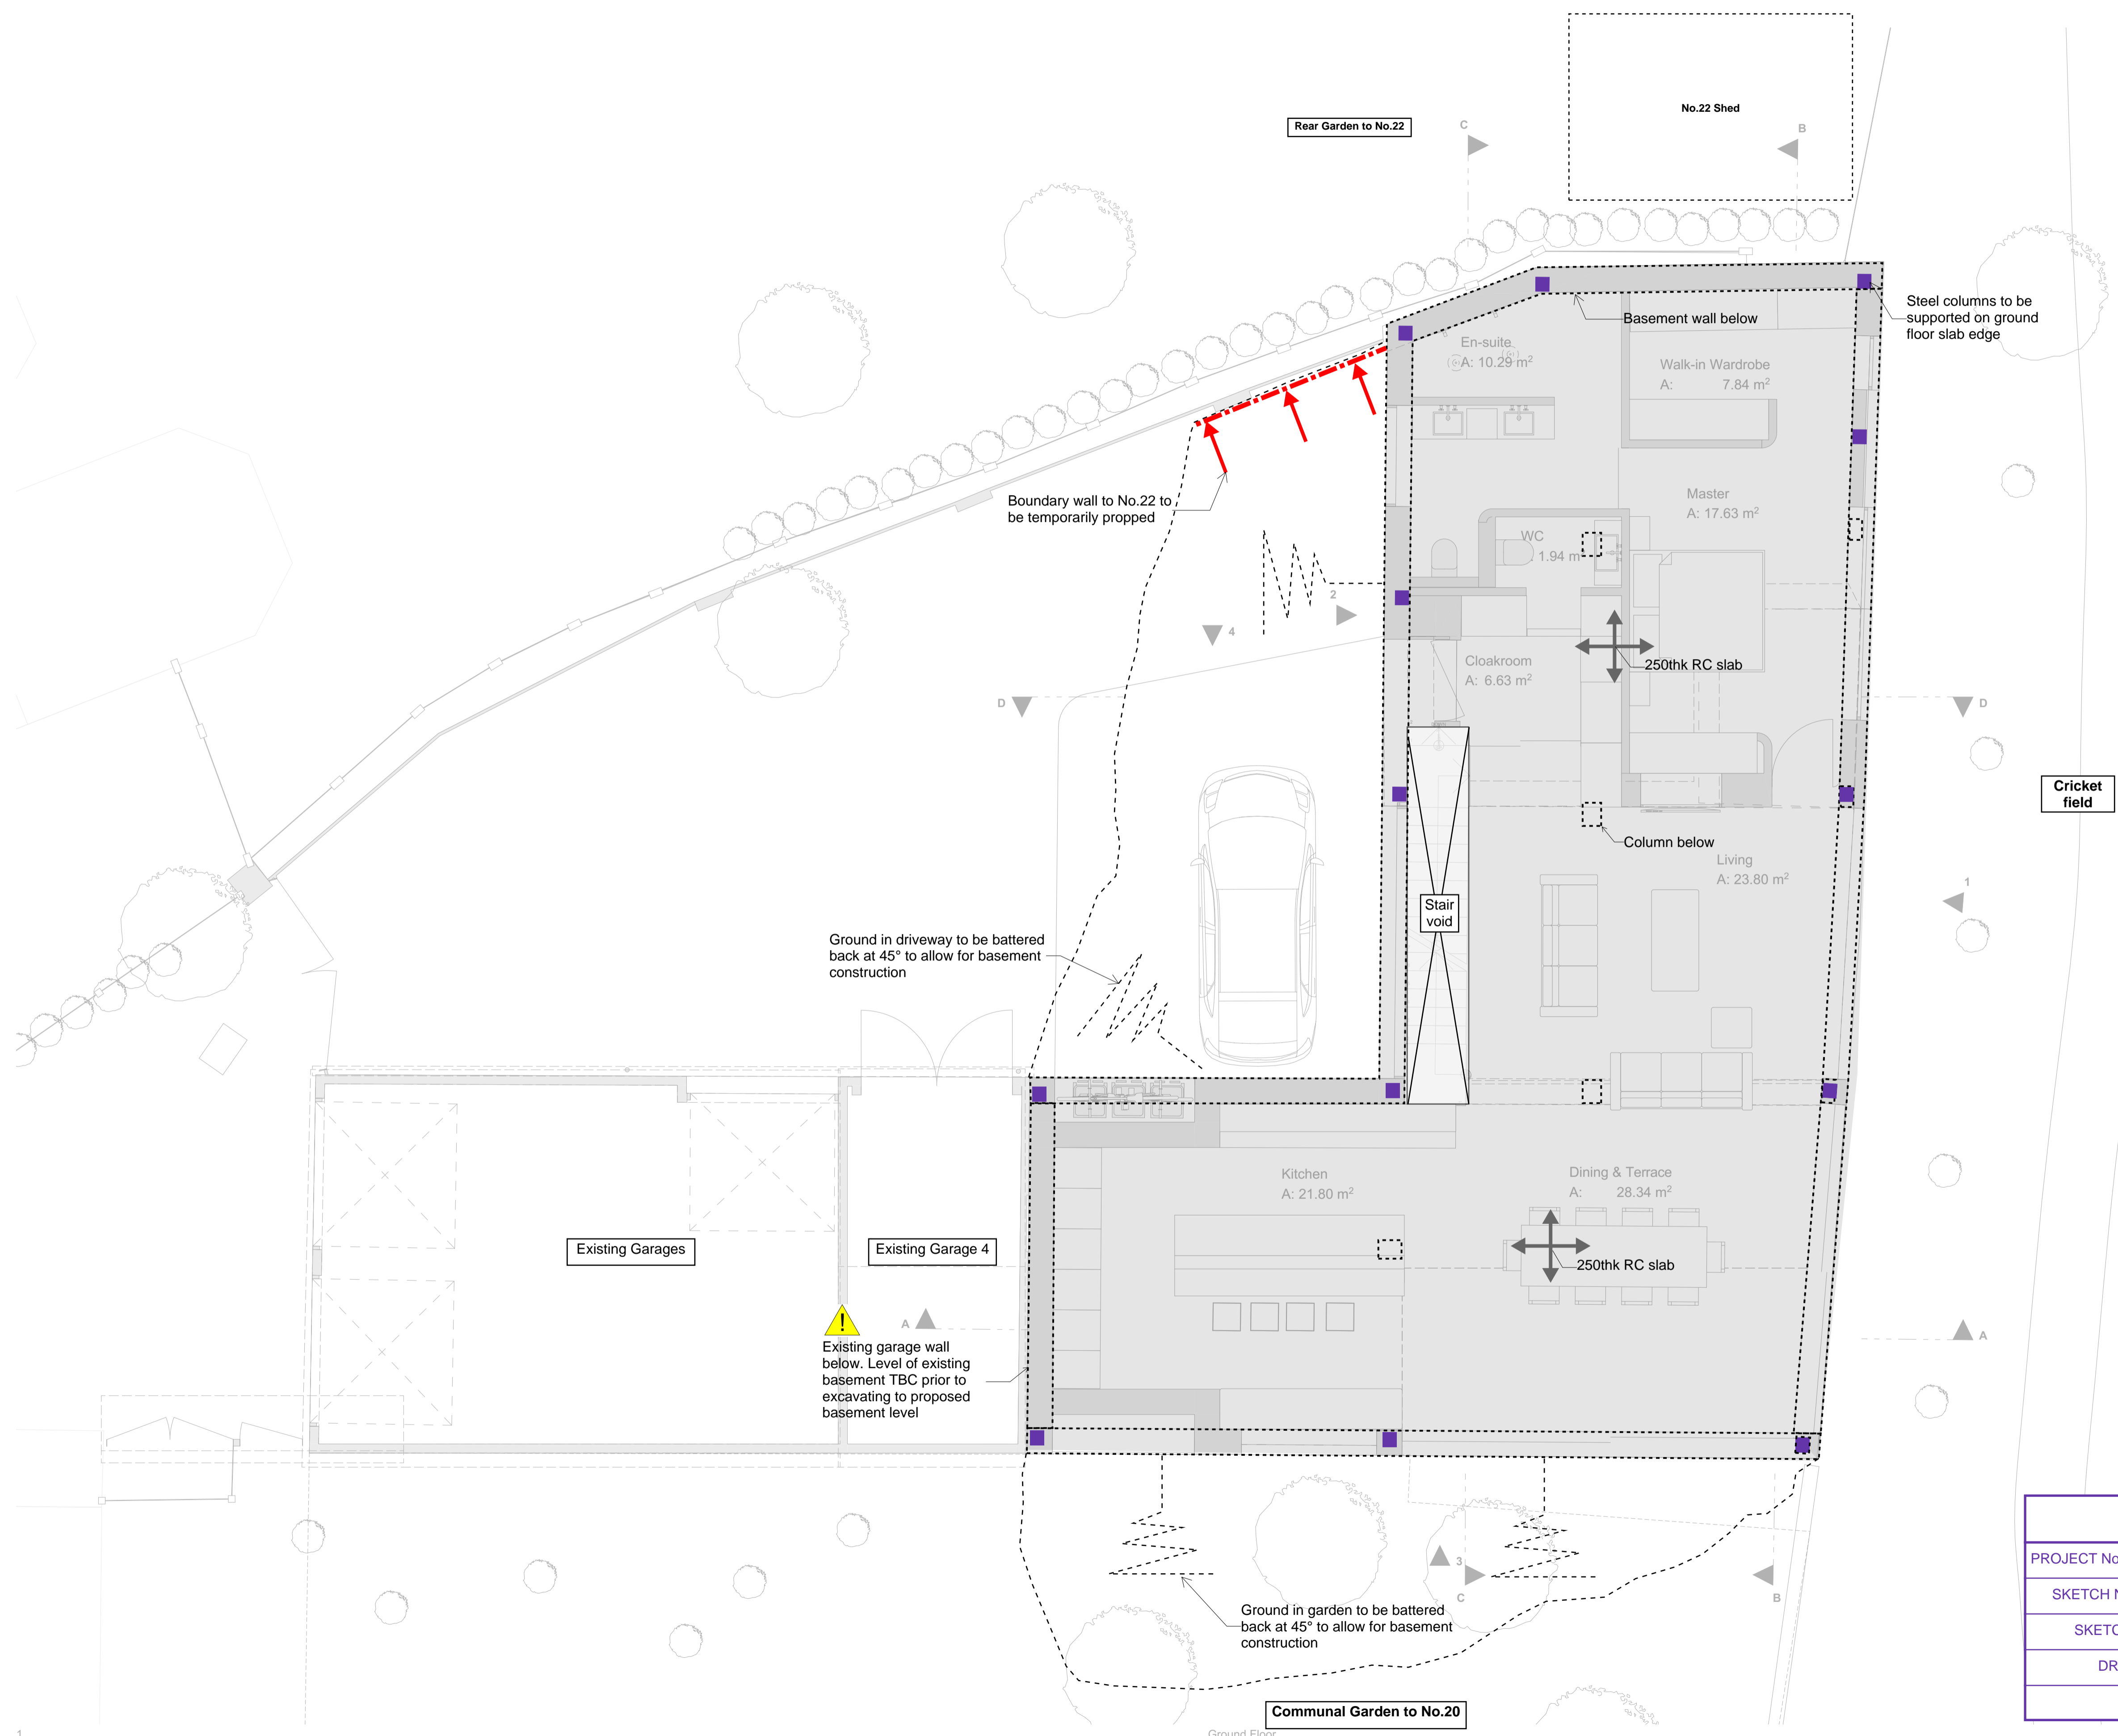 No.22 Shed
Rear Garden to No.22
C
B
Steel columns to be
supported on ground
floor slab edge
Basement wall below
En-suite
A: 10.29 m²
Walk-in Wardrobe
A: 7.84 m²
Boundary wall to No.22 to
be temporarily propped
Master
A: 17.63 m²
WC
1.94 m
2
4
Cloakroom
A: 6.63 m²
250thk RC slab
D
D
Cricket
field
Column below
Living
A: 23.80 m²
1
Stair
void
Ground in driveway to be battered
back at 45° to allow for basement
construction
Kitchen
A: 21.80 m²
Dining & Terrace
A: 28.34 m²
Existing Garages
Existing Garage 4
250thk RC slab
!
A
A
Existing garage wall
below. Level of existing
basement TBC prior to
excavating to proposed
basement level
3
C
B
PROJECT No
SKETCH N
SKETC
DR
Ground in garden to be battered
back at 45° to allow for basement
construction
Communal Garden to No.20
1
Ground Floor